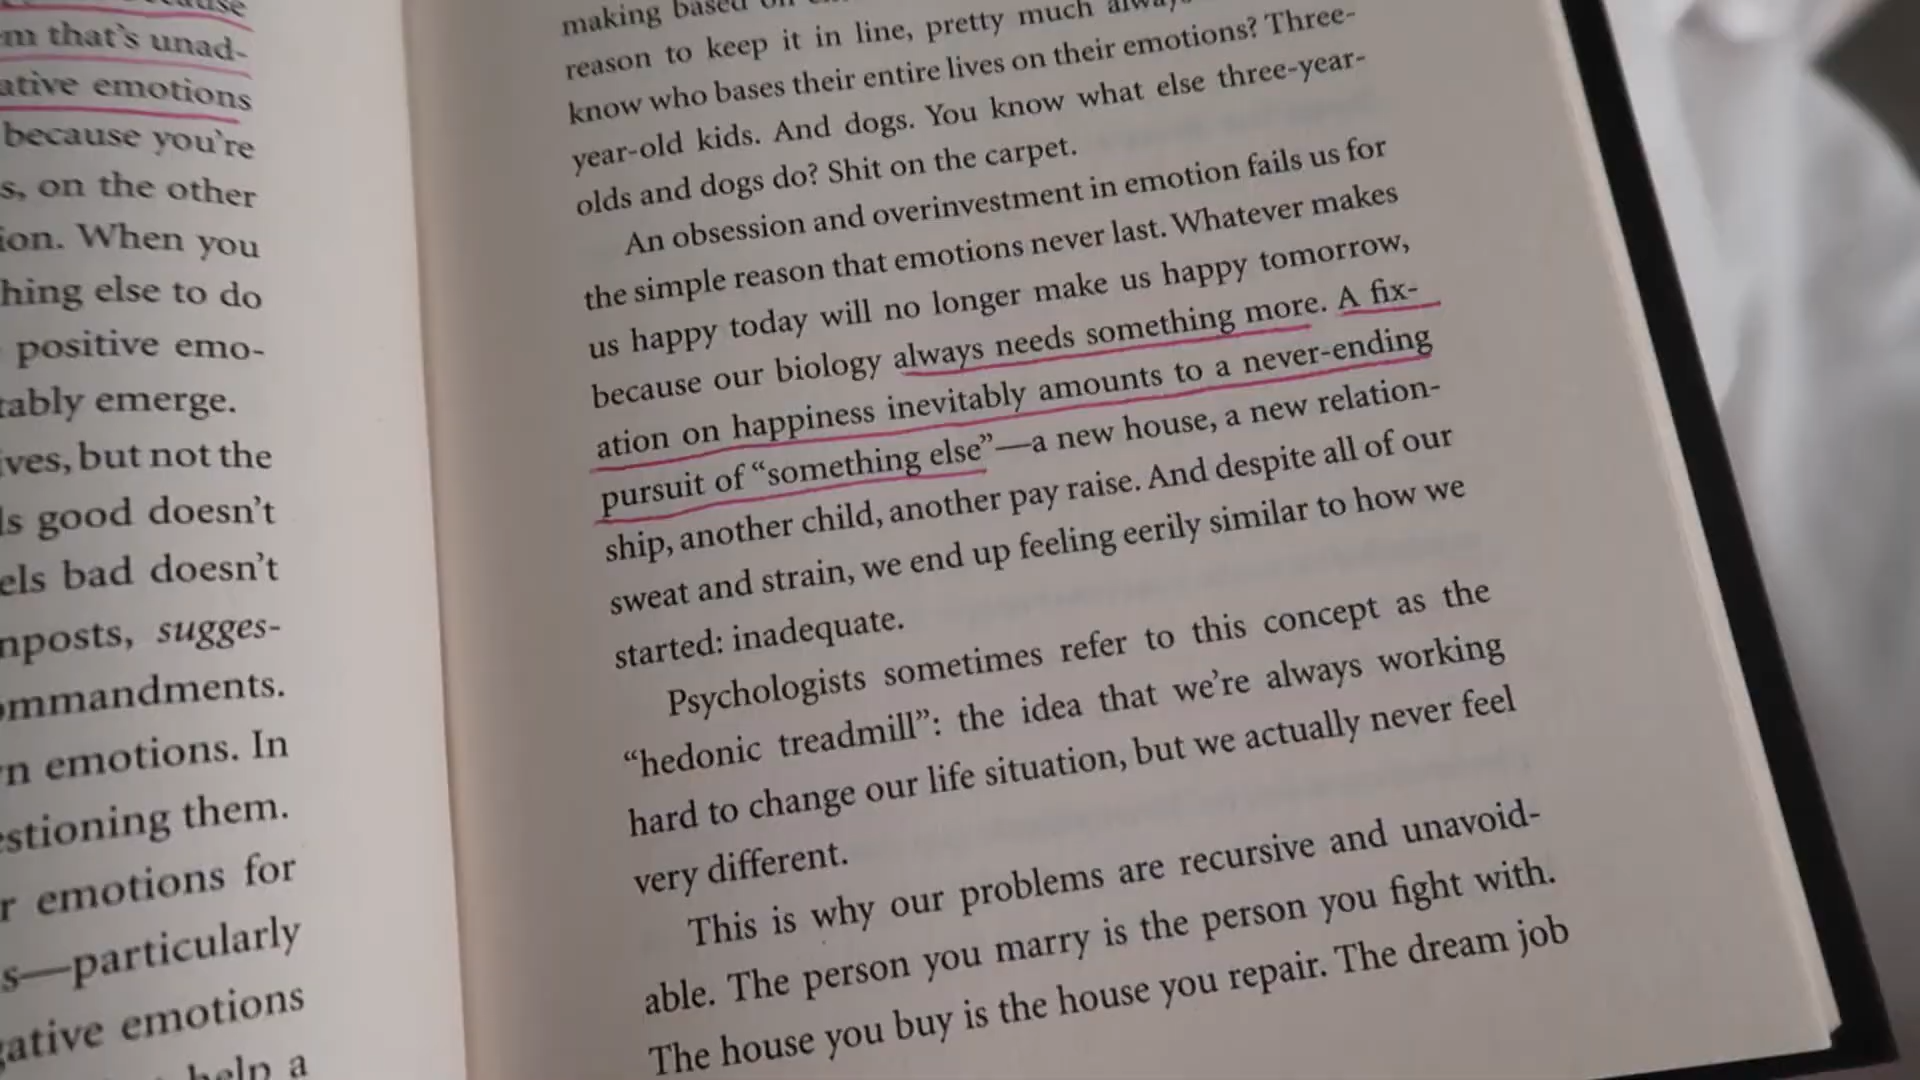 m that's unad-
ative emotions
because you're
s, on the other
ion. When you
hing else to do
positive emo-
tably emerge.
ves, but not the
ls good doesn't
els bad doesn't
nposts, sugges-
ommandments.
n emotions. In
estioning them.
r emotions for
s—particularly
gative emotions
help a
making based on
reason to keep it in line, pretty much always
know who bases their entire lives on their emotions? Three-
year-old kids. And dogs. You know what else three-year-
olds and dogs do? Shit on the carpet.
An obsession and overinvestment in emotion fails us for
the simple reason that emotions never last. Whatever makes
us happy today will no longer make us happy tomorrow,
because our biology always needs something more. A fix-
ation on happiness inevitably amounts to a never-ending
pursuit of “something else”—a new house, a new relation-
ship, another child, another pay raise. And despite all of our
sweat and strain, we end up feeling eerily similar to how we
started: inadequate.
Psychologists sometimes refer to this concept as the
“hedonic treadmill”: the idea that we're always working
hard to change our life situation, but we actually never feel
very different.
This is why our problems are recursive and unavoid-
able. The person you marry is the person you fight with.
The house you buy is the house you repair. The dream job